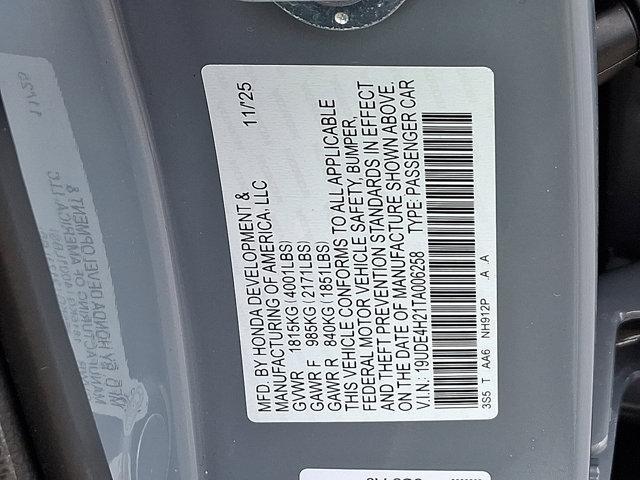 MFD. BY HONDA DEVELOPMENT & 11/25
MANUFACTURING OF AMERICA, LLC
GVWR 1815KG(4001LBS)
GAWR F 985KG(2171LBS)
GAWR R 840KG(1851LBS)
THIS VEHICLE CONFORMS TO ALL APPLICABLE
FEDERAL MOTOR VEHICLE SAFETY, BUMPER,
AND THEFT PREVENTION STANDARDS IN EFFECT
ON THE DATE OF MANUFACTURE SHOWN ABOVE.
V.I.N.: 19UDE4H21TA006258 TYPE: PASSENGER CAR
3S5 T AA6 NH912P A A